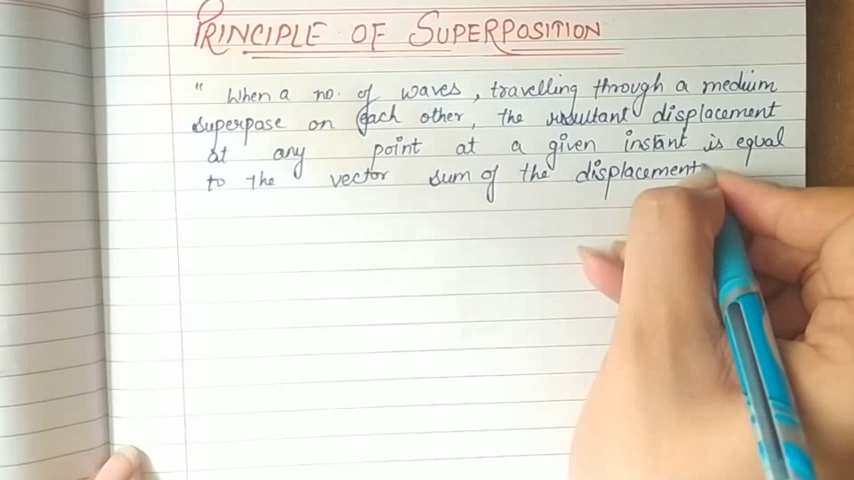 PRINCIPLE OF SUPERPOSITION
" When a no. of waves, travelling through a medium
superpase on each other, the resultant displacement
at any point at a given instant is equal
to the vector sum of the displacement